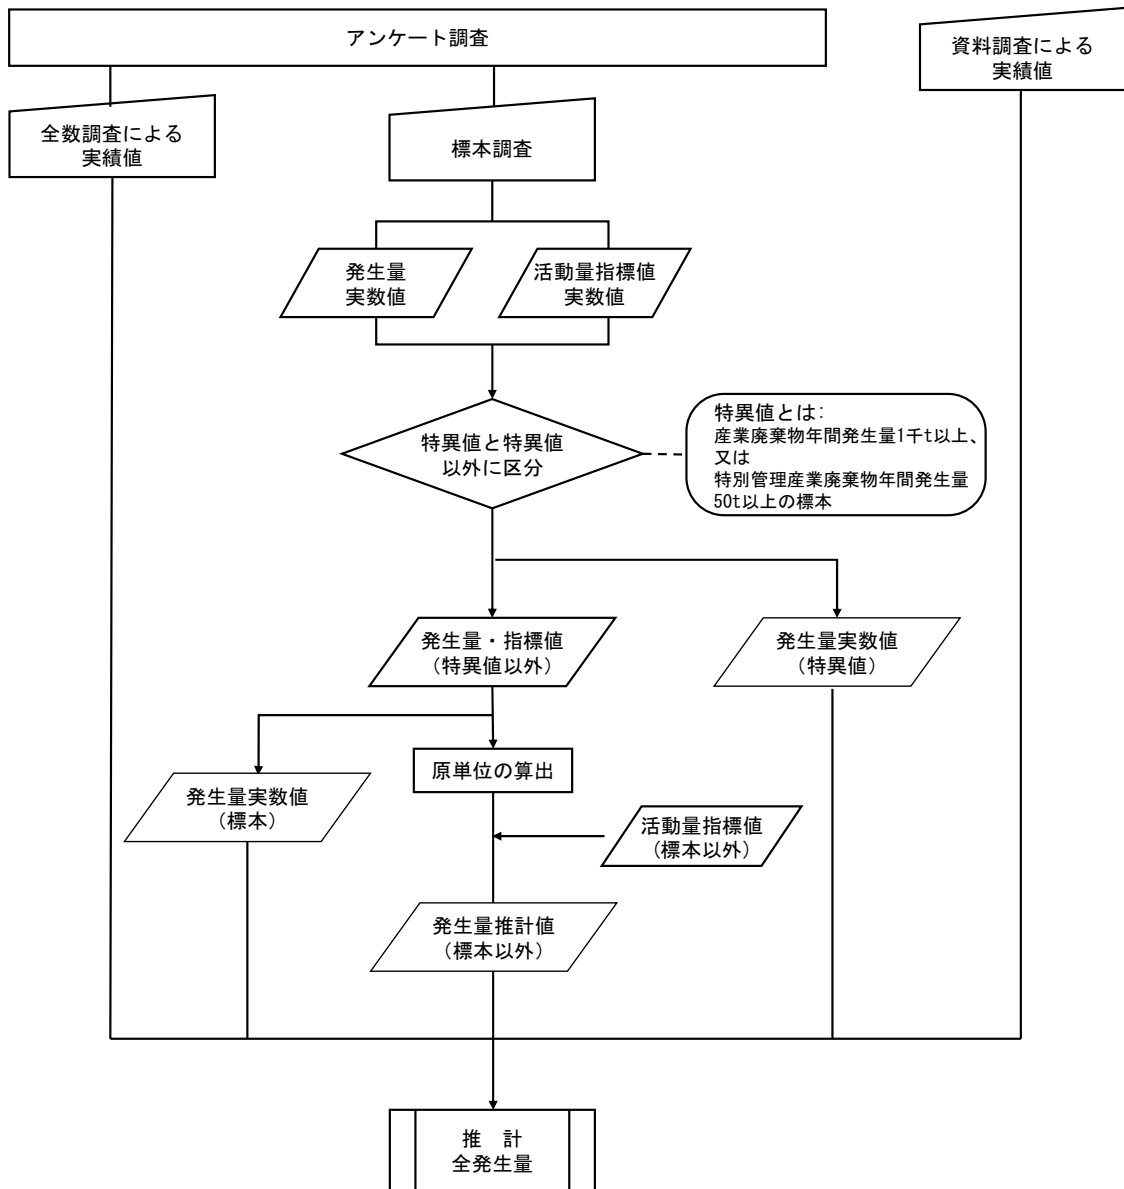 アンケート調査
資料調査による
実績値
全数調査による
実績値
標本調査
発生量
実数値
活動量指標値
実数値
特異値と特異値
以外に区分
特異値とは:
産業廃棄物年間発生量1千t以上、
又は
特別管理産業廃棄物年間発生量
50t以上の標本
発生量・指標値
(特異値以外)
発生量実数値
(特異値)
原単位の算出
発生量実数値
(標本)
活動量指標値
(標本以外)
発生量推計値
(標本以外)
推　計
全発生量